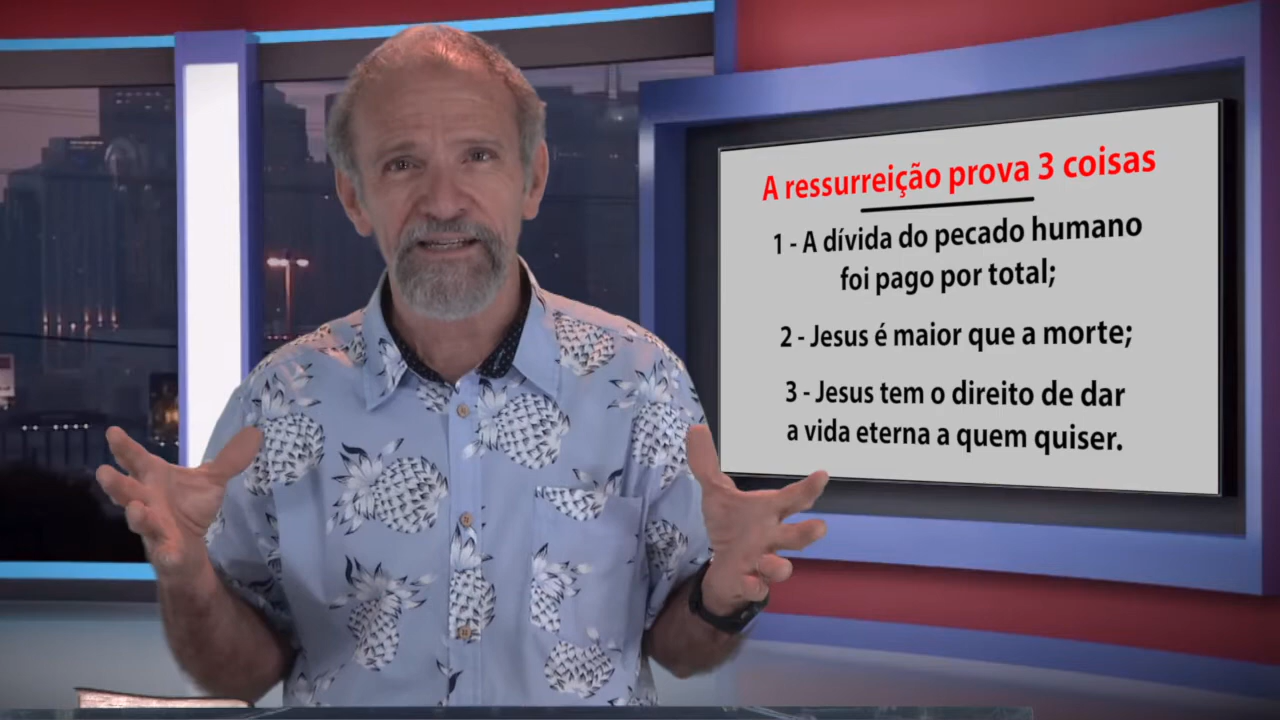 A ressurreição prova 3 coisas
1 - A dívida do pecado humano
foi pago por total;
2 - Jesus é maior que a morte;
3 - Jesus tem o direito de dar
a vida eterna a quem quiser.